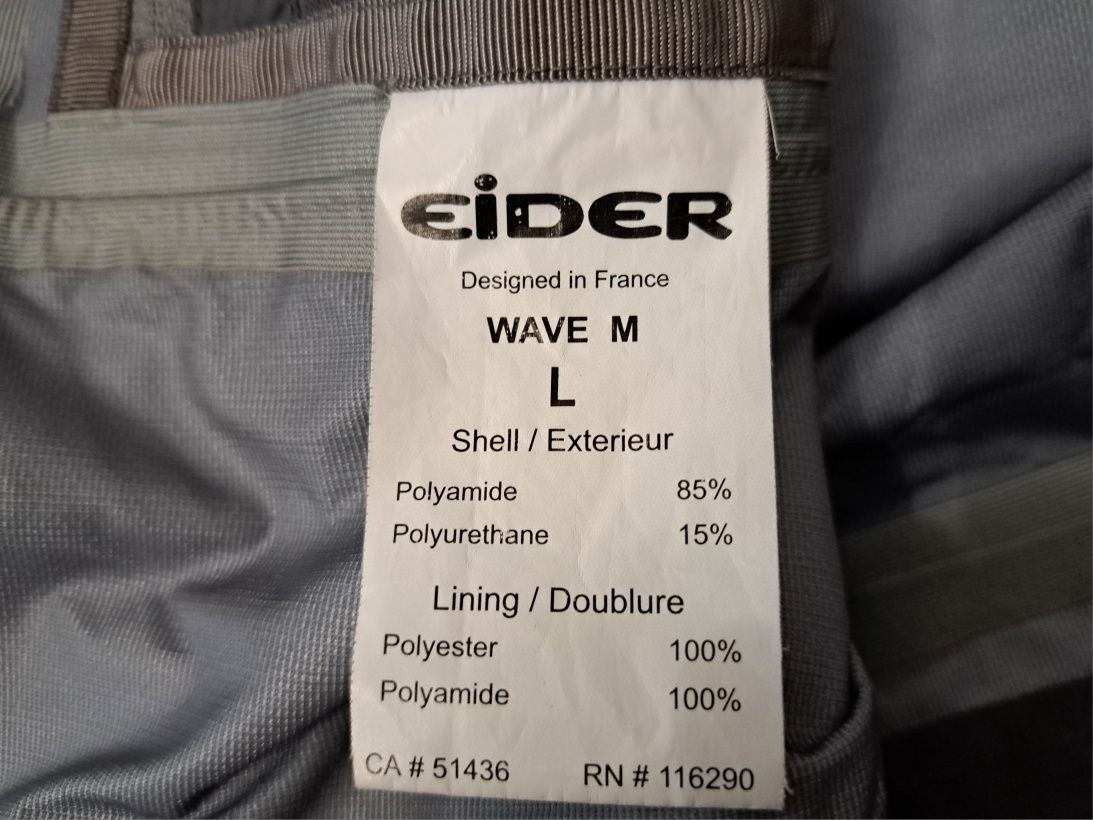 EiDER
Designed in France
WAVE M
L
Shell / Exterieur
Polyamide 85%
Polyurethane 15%
Lining / Doublure
Polyester 100%
Polyamide 100%
CA # 51436 RN # 116290